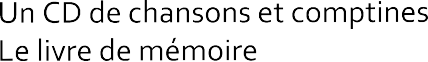 Un CD de chansons et comptines
Le livre de mémoire